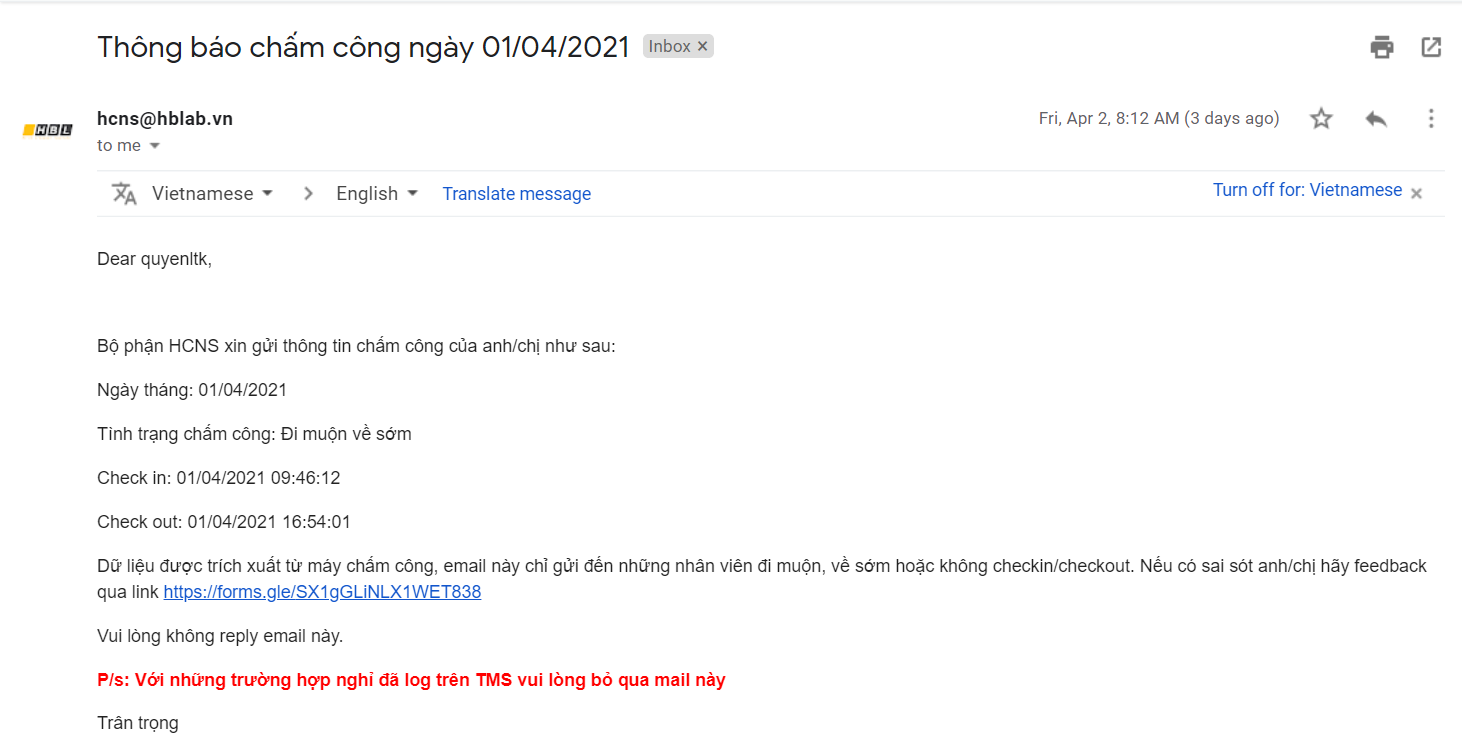 Thông báo chấm công ngày 01/04/2021 Inbox ×
HBL
hcns@hblab.vn Fri, Apr 2, 8:12 AM (3 days ago)
to me
Vietnamese > English Translate message Turn off for: Vietnamese ×
Dear quyenltk,
Bộ phận HCNS xin gửi thông tin chấm công của anh/chị như sau:
Ngày tháng: 01/04/2021
Tình trạng chấm công: Đi muộn về sớm
Check in: 01/04/2021 09:46:12
Check out: 01/04/2021 16:54:01
Dữ liệu được trích xuất từ máy chấm công, email này chỉ gửi đến những nhân viên đi muộn, về sớm hoặc không checkin/checkout. Nếu có sai sót anh/chị hãy feedback
qua link https://forms.gle/SX1gGLiNLX1WET838
Vui lòng không reply email này.
P/s: Với những trường hợp nghỉ đã log trên TMS vui lòng bỏ qua mail này
Trân trọng